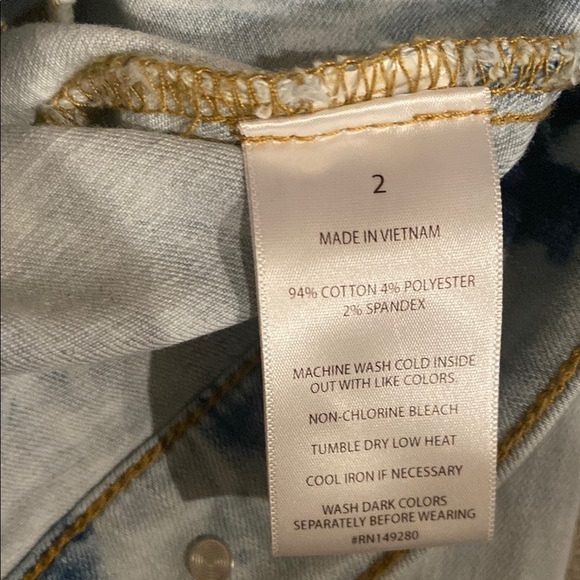 2
MADE IN VIETNAM
94% COTTON 4% POLYESTER
2% SPANDEX
MACHINE WASH COLD INSIDE
OUT WITH LIKE COLORS
NON-CHLORINE BLEACH
TUMBLE DRY LOW HEAT
COOL IRON IF NECESSARY
WASH DARK COLORS
SEPARATELY BEFORE WEARING
#RN149280